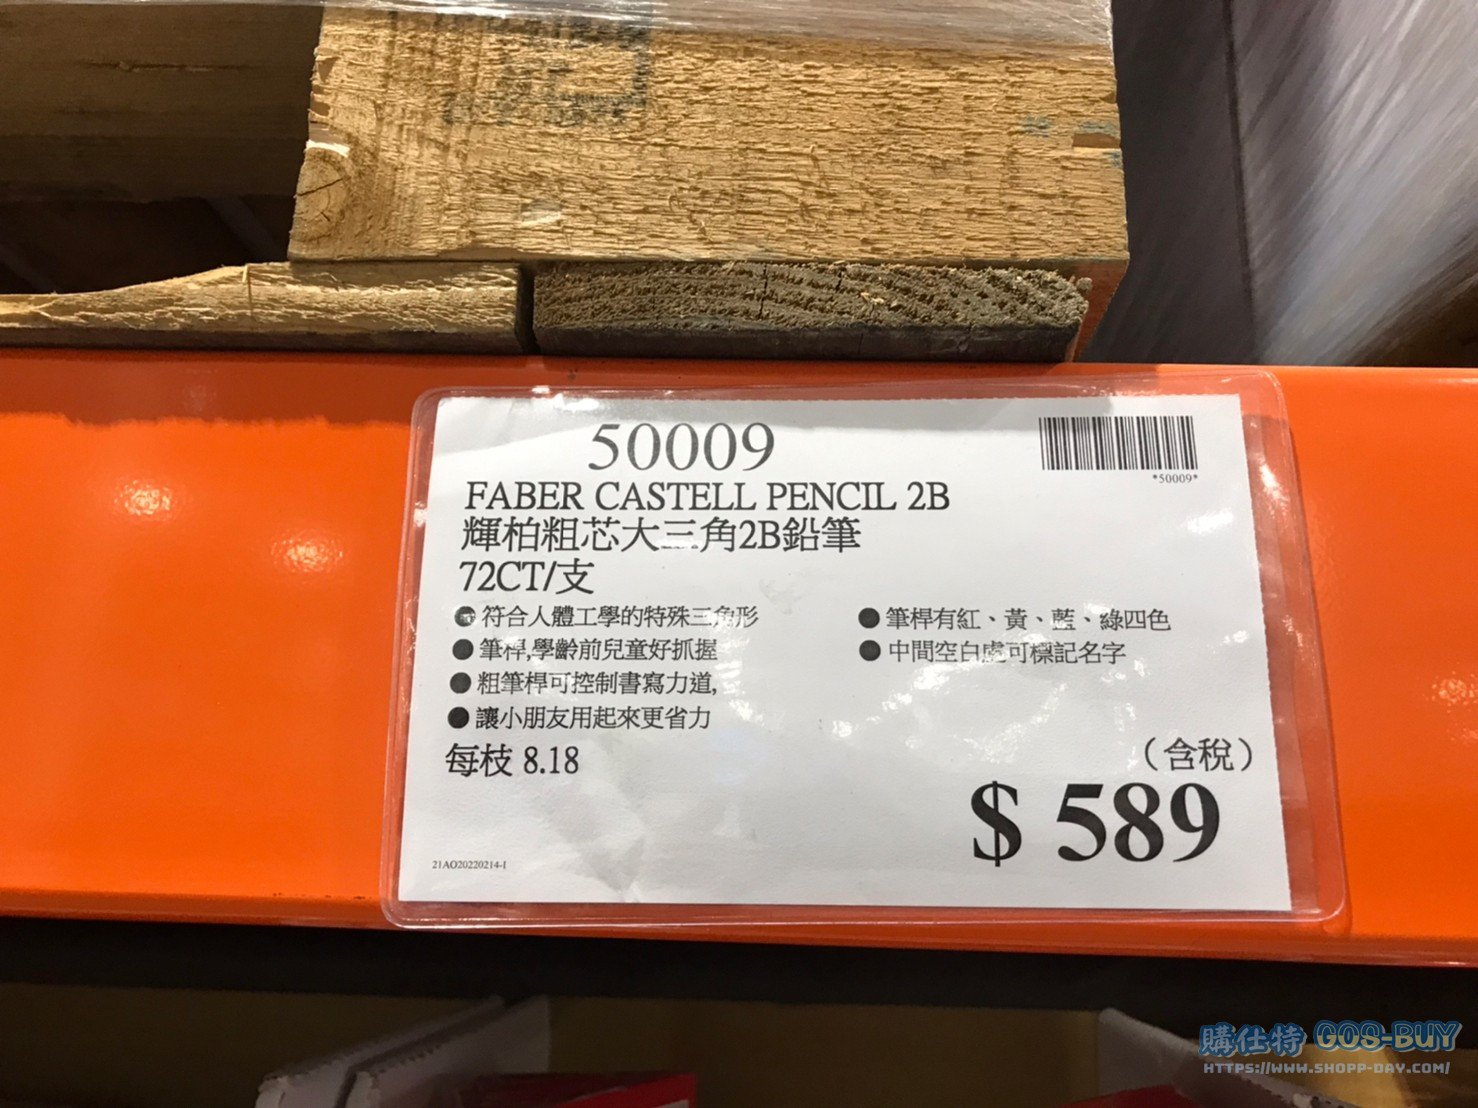 50009
*50009*
FABER CASTELL PENCIL 2B
輝柏粗芯大三角2B鉛筆
72CT/支
● 符合人體工學的特殊三角形
● 筆桿,學齡前兒童好抓握
● 粗筆桿可控制書寫力道,
● 讓小朋友用起來更省力
● 筆桿有紅、黃、藍、綠四色
● 中間空白處可標記名字
每枝 8.18
(含稅)
$ 589
21AO20220214-1
購仕特 GOS-BUY
HTTPS://WWW.SHOPP-DAY.COM/